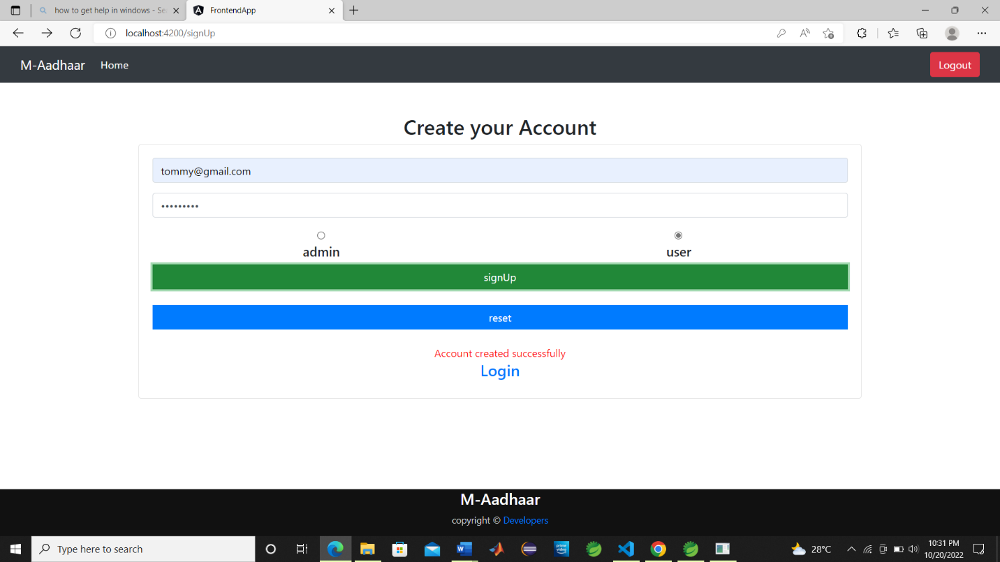 how to get help in windows - Se
FrontendApp
localhost:4200/signUp
M-Aadhaar
Home
Logout
Create your Account
tommy@gmail.com
•••••••••
admin
user
signUp
reset
Account created successfully
Login
M-Aadhaar
copyright © Developers
Type here to search
prime video
28°C
10:31 PM
10/20/2022